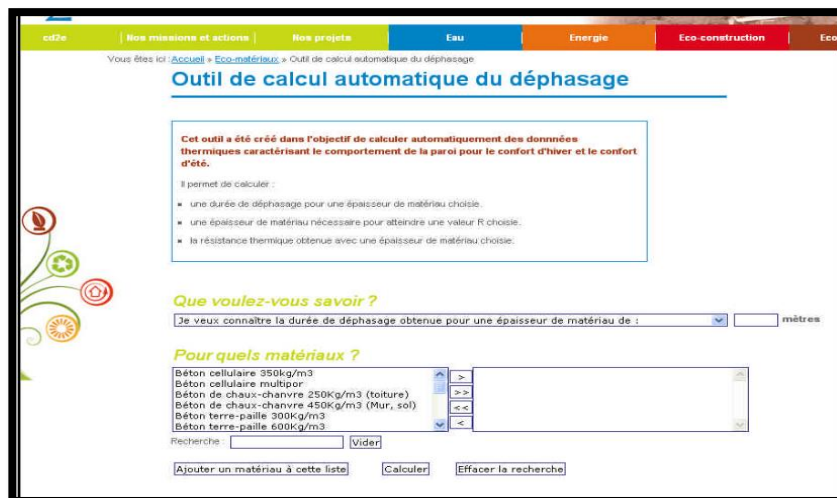 cd2e | Nos missions et actions | Nos projets Eau Energie Eco-construction Eco
Vous êtes ici : Accueil » Eco-matériaux » Outil de calcul automatique du déphasage
Outil de calcul automatique du déphasage
Cet outil a été créé dans l'objectif de calculer automatiquement des donnnées
thermiques caractérisant le comportement de la paroi pour le confort d'hiver et le confort
d'été.
Il permet de calculer :
une durée de déphasage pour une épaisseur de matériau choisie.
une épaisseur de matériau nécessaire pour atteindre une valeur R choisie.
la résistance thermique obtenue avec une épaisseur de matériau choisie.
Que voulez-vous savoir ?
Je veux connaître la durée de déphasage obtenue pour une épaisseur de matériau de : mètres
Pour quels matériaux ?
Béton cellulaire 350kg/m3
Béton cellulaire multipor
Béton de chaux-chanvre 250Kg/m3 (toiture)
Béton de chaux-chanvre 450Kg/m3 (Mur, sol)
Béton terre-paille 300Kg/m3
Béton terre-paille 600Kg/m3
>
>>
<<
<
Recherche : Vider
Ajouter un matériau à cette liste Calculer Effacer la recherche